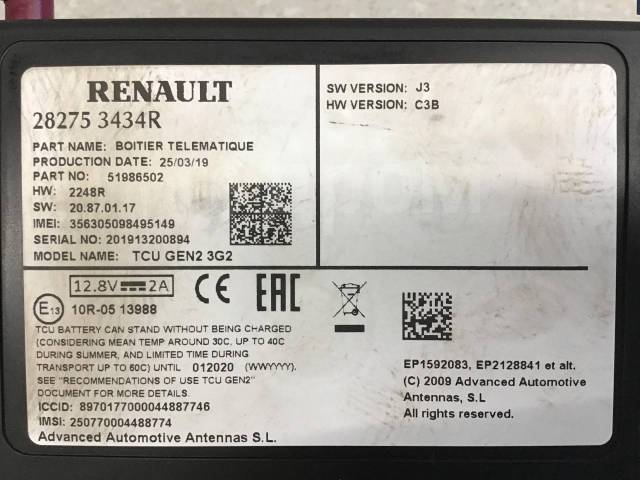 RENAULT
28275 3434R
PART NAME: BOITIER TELEMATIQUE
PRODUCTION DATE: 25/03/19
PART NO: 51986502
HW: 2248R
SW: 20.87.01.17
IMEI: 356305098495149
SERIAL NO: 201913200894
MODEL NAME: TCU GEN2 3G2
SW VERSION: J3
HW VERSION: C3B
12.8V 2A
CE EAC
E13 10R-05 13988
TCU BATTERY CAN STAND WITHOUT BEING CHARGED
(CONSIDERING MEAN TEMP AROUND 30C, UP TO 40C
DURING SUMMER, AND LIMITED TIME DURING
TRANSPORT UP TO 60C) UNTIL 012020 (WWYYYY).
SEE "RECOMMENDATIONS OF USE TCU GEN2"
DOCUMENT FOR MORE DETAILS.
ICCID: 8970177000044887746
IMSI: 250770004488774
Advanced Automotive Antennas S.L.
EP1592083, EP2128841 et alt.
(C) 2009 Advanced Automotive
Antennas, S.L
All rights reserved.